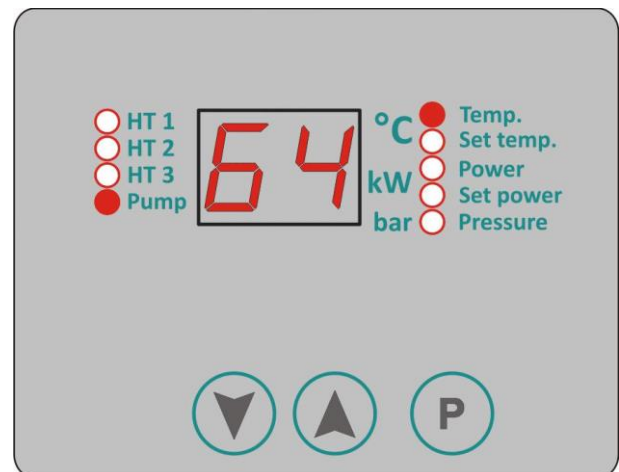 HT 1
HT 2
HT 3
Pump
64
°C
kW
bar
Temp.
Set temp.
Power
Set power
Pressure
P